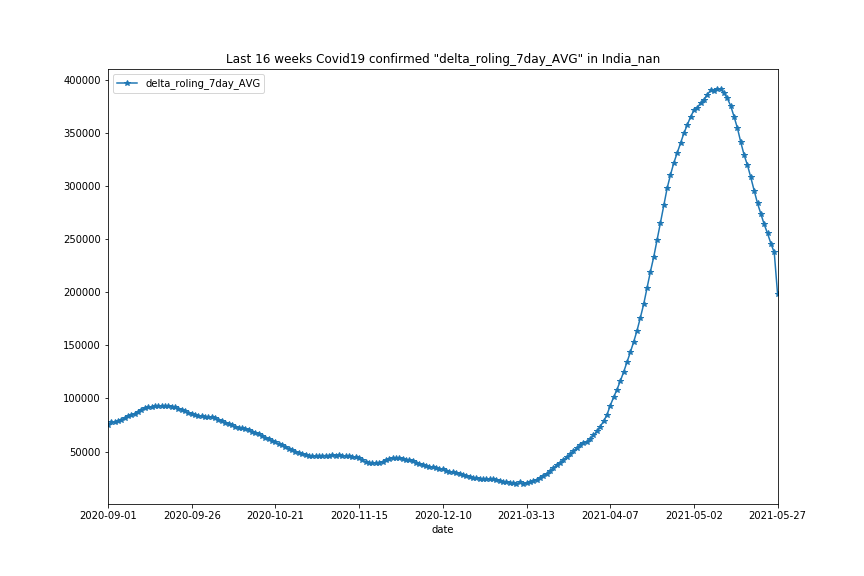 Last 16 weeks Covid19 confirmed "delta_roling_7day_AVG" in India_nan
delta_roling_7day_AVG
400000
350000
300000
250000
200000
150000
100000
50000
2020-09-01 2020-09-26 2020-10-21 2020-11-15 2020-12-10 2021-03-13 2021-04-07 2021-05-02 2021-05-27
date